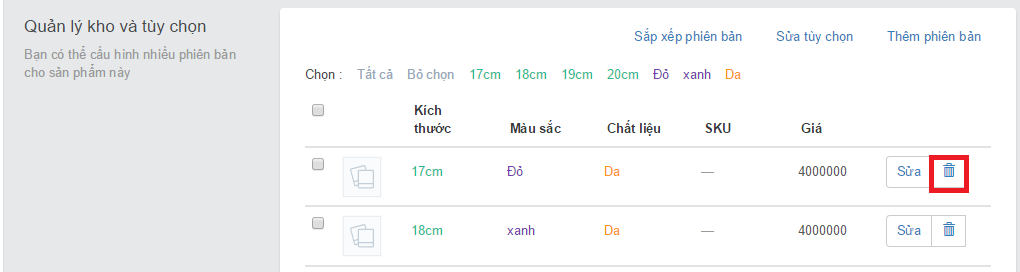 Quản lý kho và tùy chọn
Bạn có thể cấu hình nhiều phiên bản
cho sản phẩm này
Sắp xếp phiên bản Sửa tùy chọn Thêm phiên bản
Chọn : Tất cả Bỏ chọn 17cm 18cm 19cm 20cm Đỏ xanh Da
Kích
thước Màu sắc Chất liệu SKU Giá
17cm Đỏ Da — 4000000 Sửa
18cm xanh Da — 4000000 Sửa